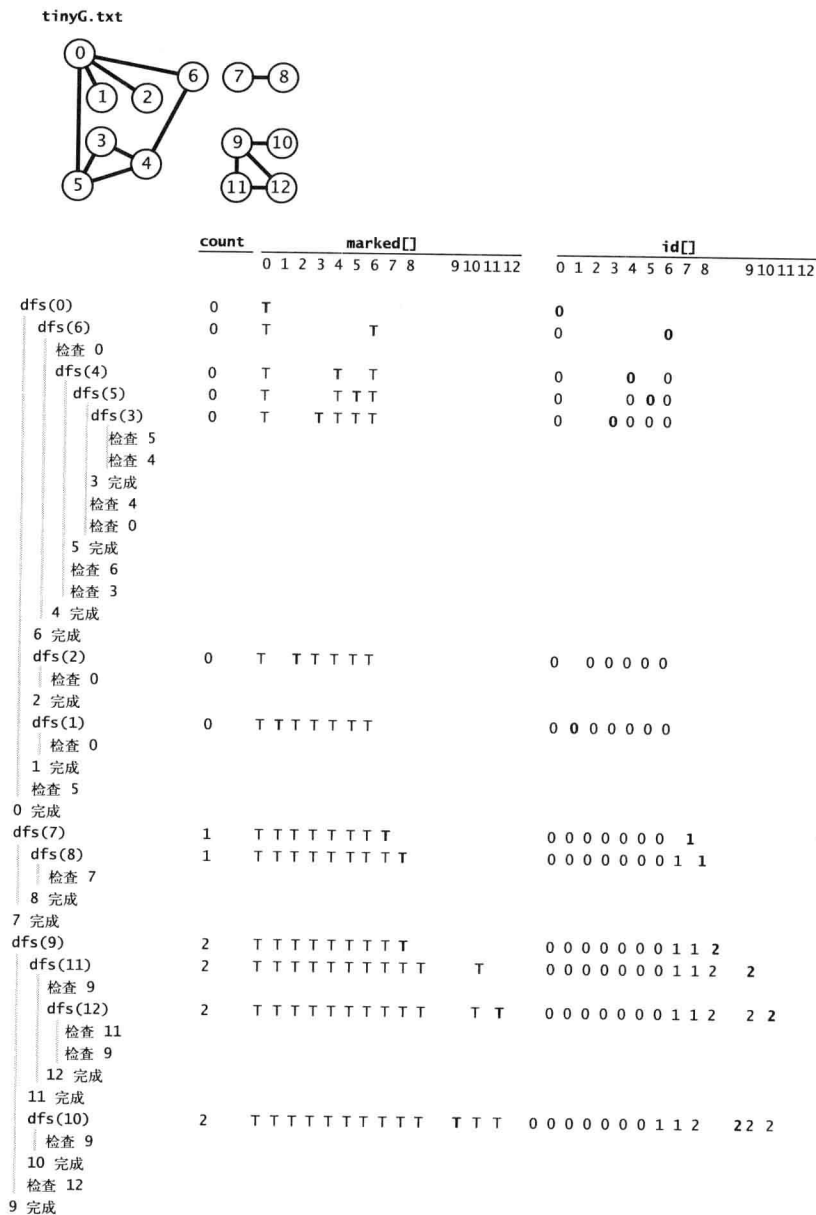 tinyG.txt
0
6 7 8
1 2
3 9 10
4
5 11 12
count marked[] id[]
0 1 2 3 4 5 6 7 8 9 10 11 12 0 1 2 3 4 5 6 7 8 9 10 11 12
dfs(0) 0 T 0
dfs(6) 0 T T 0 0
检查 0
dfs(4) 0 T T T 0 0 0
dfs(5) 0 T T T T 0 0 0 0
dfs(3) 0 T T T T T 0 0 0 0 0
检查 5
检查 4
3 完成
检查 4
检查 0
5 完成
检查 6
检查 3
4 完成
6 完成
dfs(2) 0 T T T T T T 0 0 0 0 0 0
检查 0
2 完成
dfs(1) 0 T T T T T T T 0 0 0 0 0 0 0
检查 0
1 完成
检查 5
0 完成
dfs(7) 1 T T T T T T T T 0 0 0 0 0 0 0 1
dfs(8) 1 T T T T T T T T T 0 0 0 0 0 0 0 1 1
检查 7
8 完成
7 完成
dfs(9) 2 T T T T T T T T T 0 0 0 0 0 0 0 1 1 2
dfs(11) 2 T T T T T T T T T T T 0 0 0 0 0 0 0 1 1 2 2
检查 9
dfs(12) 2 T T T T T T T T T T T T 0 0 0 0 0 0 0 1 1 2 2 2
检查 11
检查 9
12 完成
11 完成
dfs(10) 2 T T T T T T T T T T T T T 0 0 0 0 0 0 0 1 1 2 2 2 2
检查 9
10 完成
检查 12
9 完成